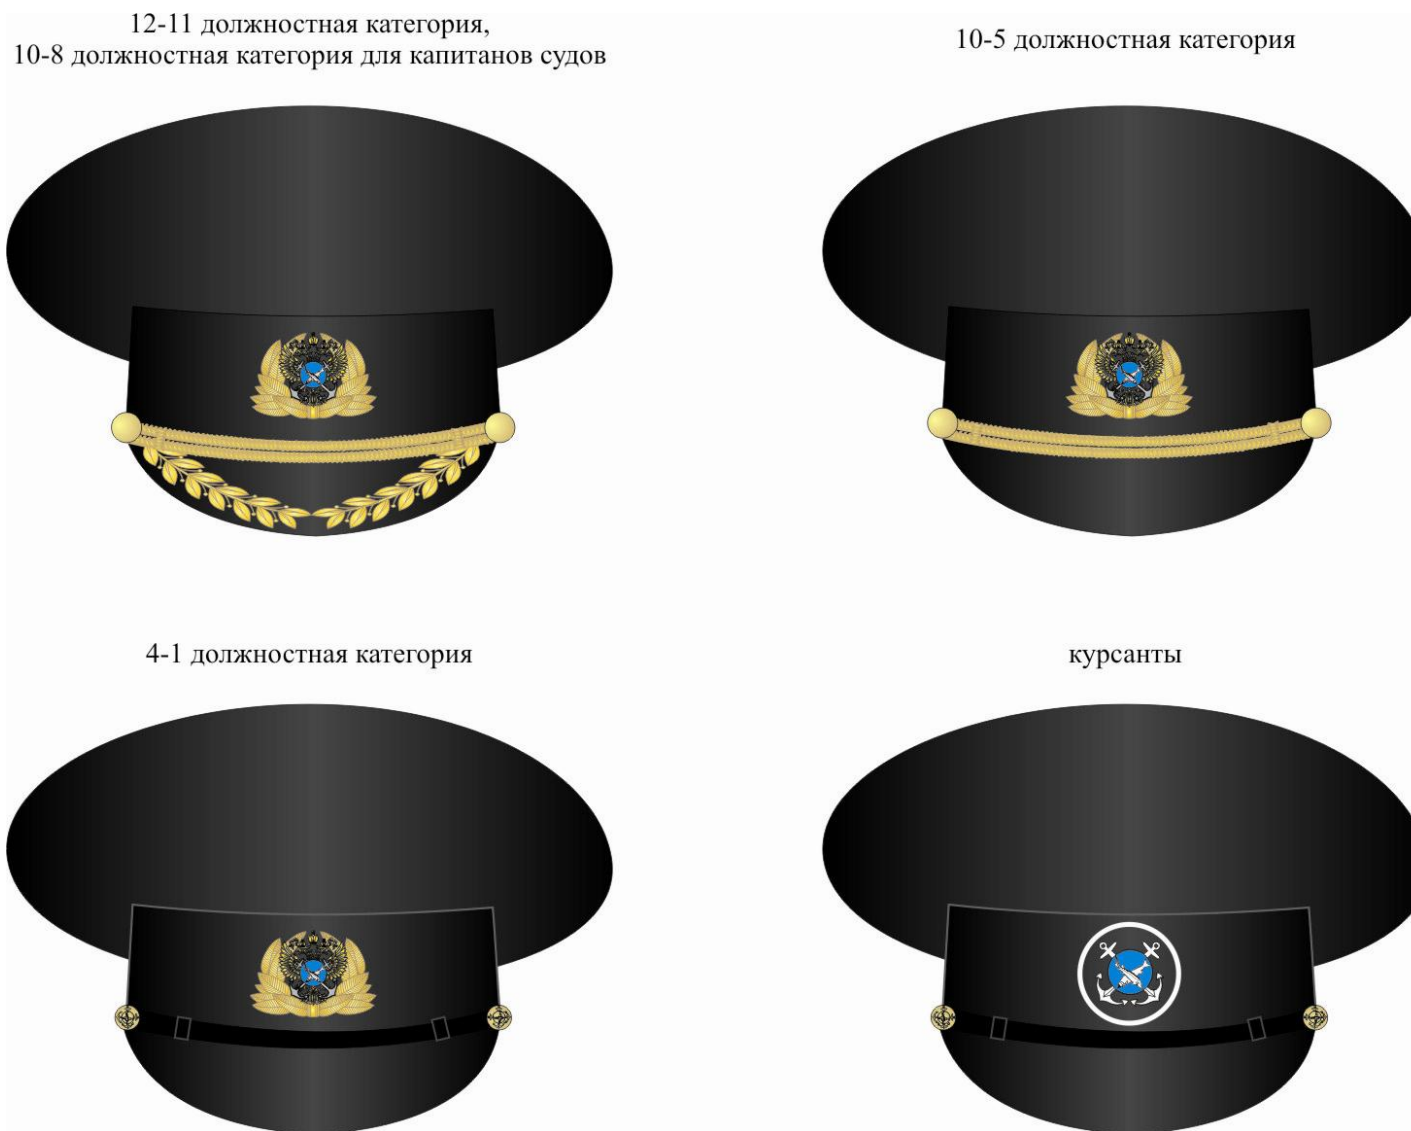 12-11 должностная категория,
10-8 должностная категория для капитанов судов
10-5 должностная категория
4-1 должностная категория
курсанты